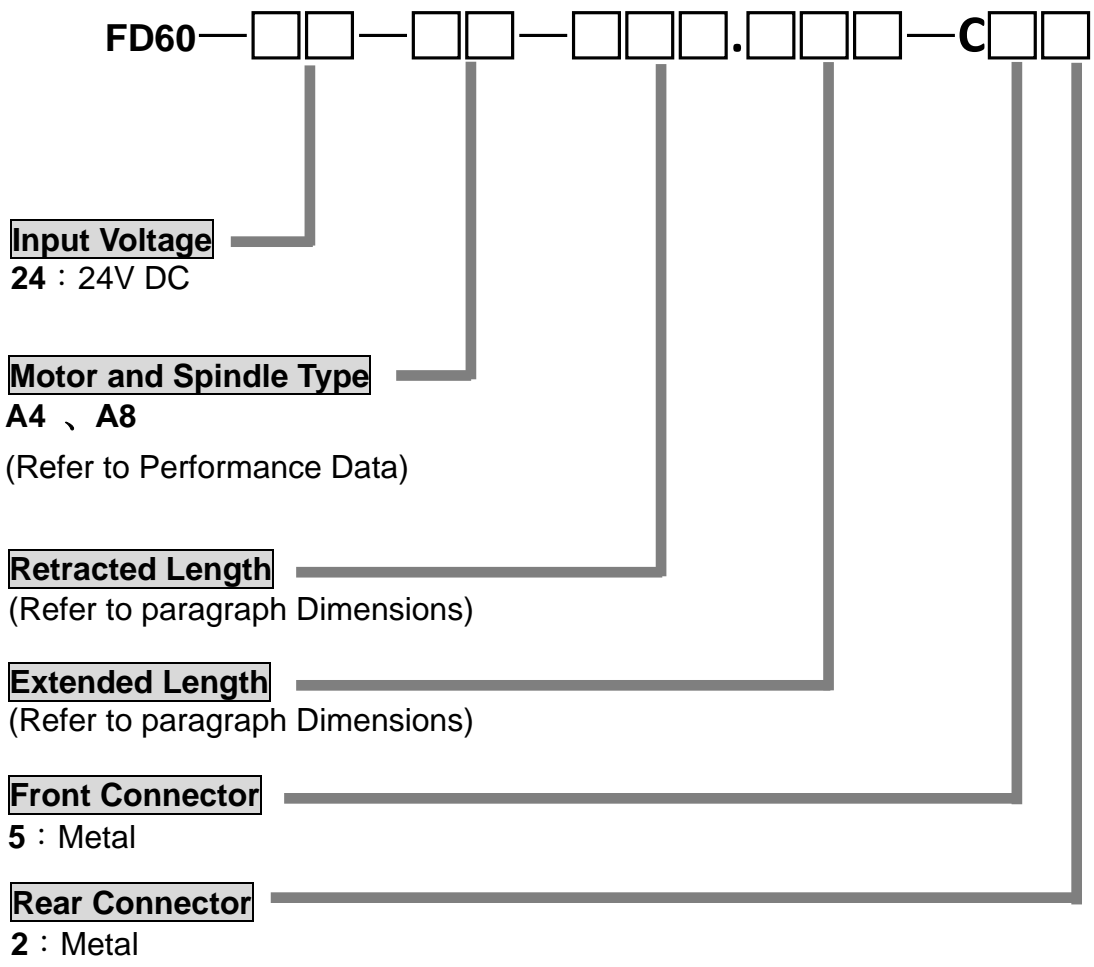 FD60—□□—□□—□□□.□□□—C□□
Input Voltage
24：24V DC
Motor and Spindle Type
A4 、A8
(Refer to Performance Data)
Retracted Length
(Refer to paragraph Dimensions)
Extended Length
(Refer to paragraph Dimensions)
Front Connector
5：Metal
Rear Connector
2：Metal